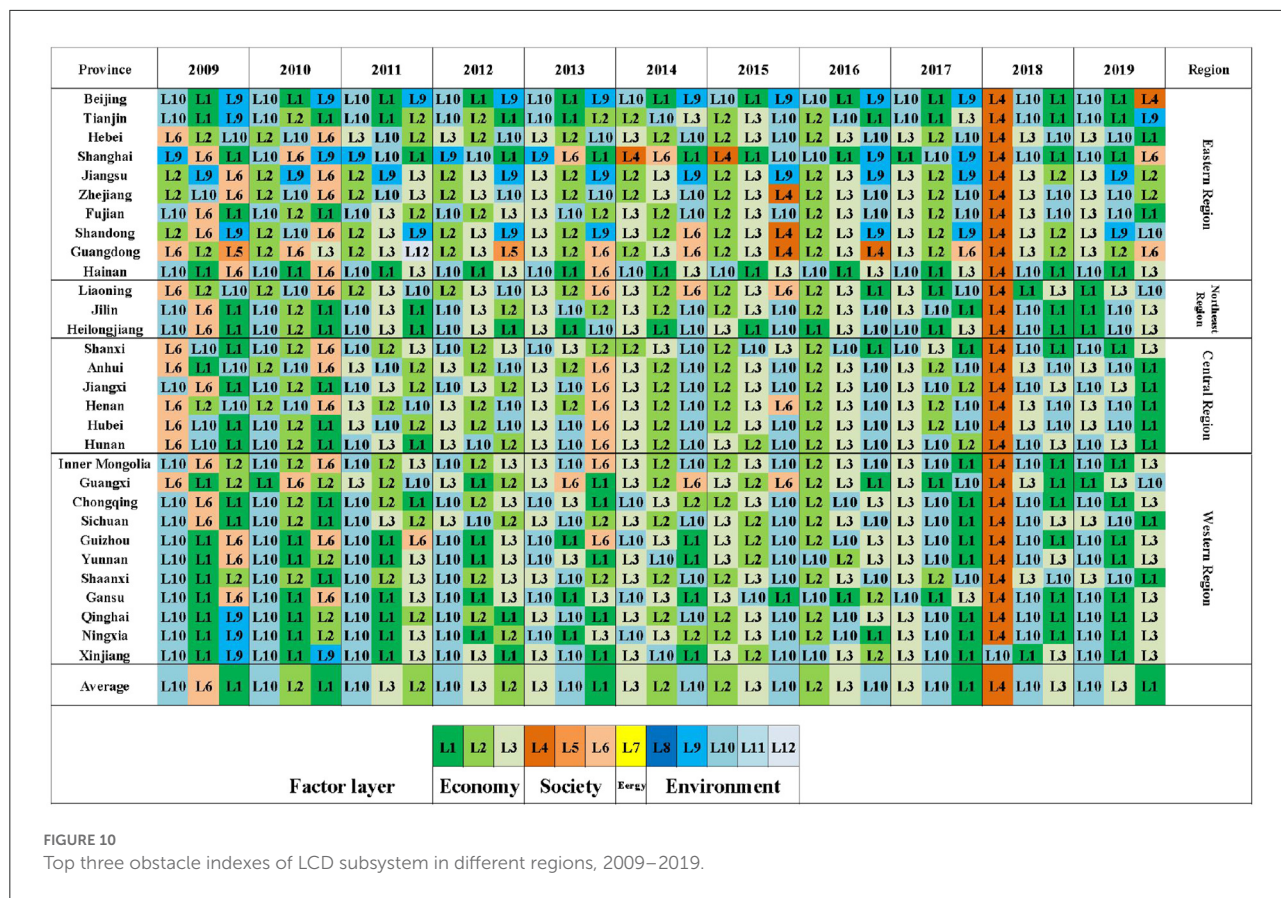 Province 2009 2010 2011 2012 2013 2014 2015 2016 2017 2018 2019 Region
Beijing L10 L1 L9 L10 L1 L9 L10 L1 L9 L10 L1 L9 L10 L1 L9 L10 L1 L9 L10 L1 L9 L10 L1 L9 L10 L1 L9 L4 L10 L1 L10 L1 L4
Tianjin L10 L1 L9 L10 L2 L1 L10 L1 L2 L10 L1 L2 L10 L1 L2 L2 L10 L3 L2 L3 L10 L2 L3 L10 L10 L1 L3 L4 L10 L1 L10 L1 L9
Hebei L6 L2 L10 L2 L10 L6 L3 L10 L2 L3 L2 L10 L3 L2 L10 L3 L2 L10 L2 L3 L10 L2 L3 L10 L3 L2 L10 L4 L3 L10 L3 L10 L1
Shanghai L9 L6 L1 L10 L6 L9 L9 L10 L1 L9 L10 L1 L9 L6 L1 L4 L6 L1 L4 L1 L10 L10 L1 L9 L1 L10 L9 L4 L10 L1 L10 L1 L6
Jiangsu L2 L9 L6 L2 L9 L6 L2 L9 L3 L2 L3 L9 L3 L2 L9 L2 L3 L9 L2 L3 L9 L2 L3 L9 L3 L2 L9 L4 L3 L2 L3 L9 L2
Zhejiang L2 L10 L6 L2 L10 L6 L2 L10 L3 L2 L3 L10 L3 L2 L10 L2 L3 L10 L2 L3 L4 L2 L3 L10 L3 L2 L10 L4 L3 L10 L3 L10 L2
Fujian L10 L6 L1 L10 L2 L1 L10 L3 L2 L10 L2 L3 L3 L10 L2 L3 L2 L10 L2 L3 L10 L2 L3 L10 L3 L2 L10 L4 L3 L10 L3 L10 L1
Shandong L2 L6 L9 L2 L10 L6 L2 L3 L9 L2 L3 L9 L3 L2 L9 L3 L2 L6 L2 L3 L4 L2 L3 L9 L3 L2 L9 L4 L3 L2 L3 L9 L10
Guangdong L6 L2 L5 L2 L6 L3 L2 L3 L12 L2 L3 L5 L3 L2 L6 L2 L3 L6 L2 L3 L4 L2 L3 L4 L3 L2 L6 L4 L3 L2 L3 L2 L6
Hainan L10 L1 L6 L10 L1 L6 L10 L1 L3 L10 L1 L3 L10 L1 L6 L10 L1 L3 L10 L1 L3 L10 L1 L3 L10 L1 L3 L4 L10 L1 L10 L1 L3
Eastern Region
Liaoning L6 L2 L10 L2 L10 L6 L2 L3 L10 L2 L3 L10 L3 L2 L6 L3 L2 L6 L2 L3 L6 L2 L3 L1 L3 L1 L10 L4 L1 L3 L1 L3 L10
Jilin L10 L6 L1 L10 L2 L1 L10 L3 L1 L10 L3 L2 L3 L10 L2 L3 L2 L10 L2 L3 L10 L2 L3 L10 L3 L10 L1 L4 L10 L1 L1 L10 L3
Heilongjiang L10 L6 L1 L10 L2 L1 L10 L3 L1 L10 L3 L1 L3 L1 L10 L3 L1 L10 L3 L1 L10 L1 L3 L10 L10 L1 L3 L4 L10 L1 L1 L10 L3
Northeast Region
Shanxi L6 L10 L1 L10 L2 L6 L10 L2 L3 L10 L2 L3 L10 L3 L2 L2 L3 L10 L2 L10 L3 L2 L10 L1 L10 L3 L1 L4 L10 L1 L10 L1 L3
Anhui L6 L1 L10 L2 L10 L6 L3 L10 L2 L3 L2 L10 L3 L2 L6 L3 L2 L10 L2 L3 L10 L2 L3 L10 L3 L2 L10 L4 L3 L10 L3 L10 L1
Jiangxi L10 L6 L1 L10 L2 L1 L10 L3 L2 L10 L3 L2 L3 L10 L6 L3 L2 L10 L2 L3 L10 L2 L3 L10 L3 L10 L2 L4 L10 L3 L10 L3 L1
Henan L6 L2 L10 L2 L10 L6 L3 L2 L10 L3 L2 L10 L3 L2 L6 L3 L2 L10 L2 L3 L6 L2 L3 L10 L3 L2 L10 L4 L3 L10 L3 L10 L1
Hubei L6 L10 L1 L10 L2 L1 L3 L10 L2 L3 L2 L10 L3 L10 L6 L3 L2 L10 L2 L3 L10 L2 L3 L10 L3 L2 L10 L4 L3 L10 L3 L10 L1
Hunan L6 L10 L1 L10 L2 L1 L10 L3 L1 L3 L10 L2 L3 L10 L6 L3 L2 L10 L3 L2 L10 L2 L3 L10 L3 L10 L2 L4 L10 L3 L10 L3 L1
Central Region
Inner Mongolia L10 L6 L2 L10 L2 L6 L10 L2 L3 L10 L2 L3 L3 L10 L6 L3 L2 L10 L2 L3 L10 L2 L3 L10 L3 L10 L1 L4 L10 L1 L10 L1 L3
Guangxi L6 L1 L2 L1 L6 L2 L3 L2 L10 L3 L1 L2 L3 L6 L1 L3 L2 L6 L2 L3 L6 L2 L3 L1 L3 L10 L1 L4 L3 L1 L1 L3 L10
Chongqing L10 L6 L1 L10 L2 L1 L10 L2 L1 L10 L2 L3 L10 L3 L1 L10 L3 L2 L2 L3 L10 L2 L10 L3 L3 L10 L1 L4 L10 L1 L10 L1 L3
Sichuan L10 L6 L1 L10 L2 L1 L10 L3 L2 L3 L10 L2 L3 L10 L2 L3 L2 L10 L3 L2 L10 L2 L3 L10 L3 L10 L1 L4 L10 L3 L3 L10 L1
Guizhou L10 L1 L6 L10 L1 L6 L10 L1 L6 L10 L1 L3 L10 L1 L6 L10 L3 L1 L3 L2 L10 L2 L10 L3 L3 L10 L1 L4 L10 L1 L10 L1 L3
Yunnan L10 L1 L6 L10 L1 L2 L10 L1 L3 L10 L1 L3 L10 L3 L1 L3 L10 L1 L3 L2 L10 L10 L2 L3 L3 L10 L1 L4 L10 L3 L10 L1 L3
Shaanxi L10 L1 L2 L10 L2 L1 L10 L2 L3 L10 L2 L3 L3 L10 L2 L3 L2 L10 L2 L3 L10 L2 L3 L10 L3 L2 L10 L4 L3 L10 L3 L10 L1
Gansu L10 L1 L6 L10 L1 L6 L10 L1 L3 L10 L1 L3 L10 L1 L3 L10 L3 L1 L3 L10 L1 L10 L1 L2 L10 L1 L3 L4 L10 L1 L10 L1 L3
Qinghai L10 L1 L9 L10 L1 L2 L10 L1 L2 L10 L2 L1 L3 L10 L1 L3 L2 L10 L2 L3 L10 L2 L10 L3 L3 L10 L1 L4 L10 L1 L10 L1 L3
Ningxia L10 L1 L9 L10 L1 L2 L10 L1 L3 L10 L1 L2 L10 L1 L3 L10 L3 L2 L2 L3 L10 L2 L10 L1 L3 L10 L1 L4 L10 L1 L10 L1 L3
Xinjiang L10 L1 L9 L10 L1 L9 L10 L1 L3 L10 L3 L1 L3 L10 L1 L3 L10 L1 L3 L2 L10 L10 L3 L2 L3 L10 L1 L10 L1 L3 L10 L1 L3
Western Region
Average L10 L6 L1 L10 L2 L1 L10 L3 L2 L10 L3 L2 L3 L10 L1 L3 L2 L10 L2 L3 L10 L2 L3 L10 L3 L10 L1 L4 L10 L3 L10 L3 L1
L1 L2 L3 L4 L5 L6 L7 L8 L9 L10 L11 L12
Factor layer Economy Society Eergy Environment
FIGURE 10
Top three obstacle indexes of LCD subsystem in different regions, 2009–2019.